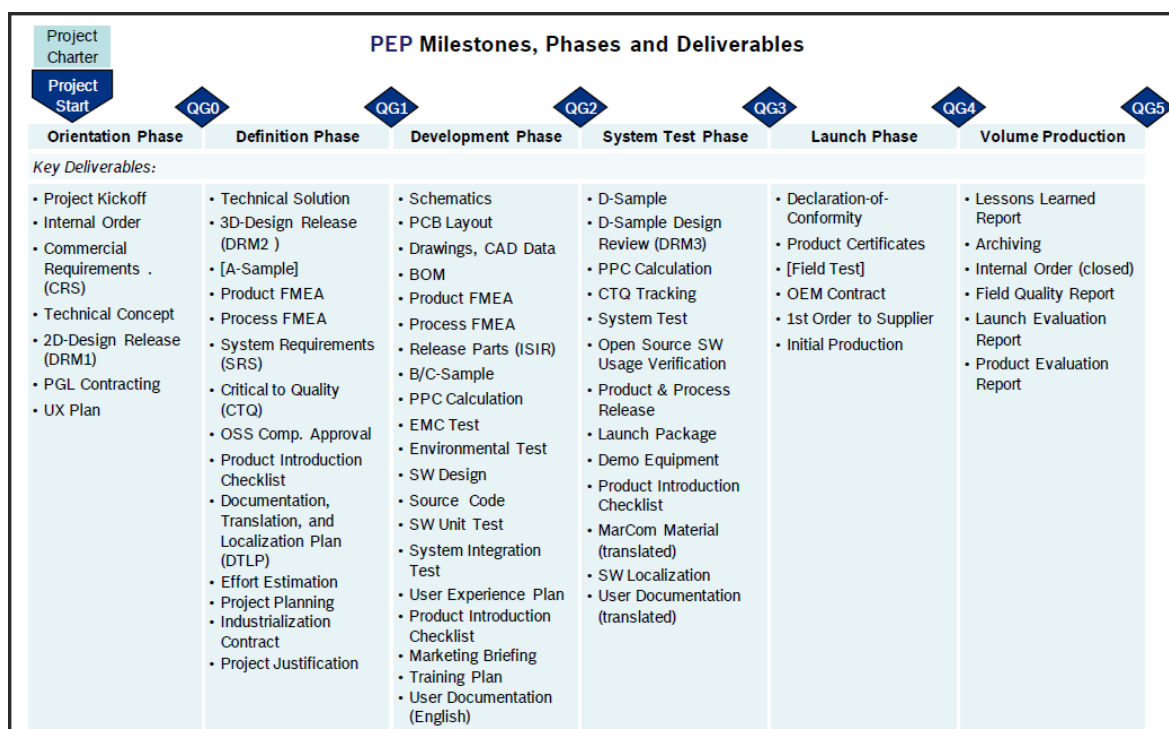 Project
Charter
PEP Milestones, Phases and Deliverables
Project
Start
QG0
QG1
QG2
QG3
QG4
QG5
Orientation Phase
Definition Phase
Development Phase
System Test Phase
Launch Phase
Volume Production
Key Deliverables:
• Project Kickoff
• Internal Order
• Commercial
Requirements .
(CRS)
• Technical Concept
• 2D-Design Release
(DRM1)
• PGL Contracting
• UX Plan
• Technical Solution
• 3D-Design Release
(DRM2 )
• [A-Sample]
• Product FMEA
• Process FMEA
• System Requirements
(SRS)
• Critical to Quality
(CTQ)
• OSS Comp. Approval
• Product Introduction
Checklist
• Documentation,
Translation, and
Localization Plan
(DTLP)
• Effort Estimation
• Project Planning
• Industrialization
Contract
• Project Justification
• Schematics
• PCB Layout
• Drawings, CAD Data
• BOM
• Product FMEA
• Process FMEA
• Release Parts (ISIR)
• B/C-Sample
• PPC Calculation
• EMC Test
• Environmental Test
• SW Design
• Source Code
• SW Unit Test
• System Integration
Test
• User Experience Plan
• Product Introduction
Checklist
• Marketing Briefing
• Training Plan
• User Documentation
(English)
• D-Sample
• D-Sample Design
Review (DRM3)
• PPC Calculation
• CTQ Tracking
• System Test
• Open Source SW
Usage Verification
• Product & Process
Release
• Launch Package
• Demo Equipment
• Product Introduction
Checklist
• MarCom Material
(translated)
• SW Localization
• User Documentation
(translated)
• Declaration-of-
Conformity
• Product Certificates
• [Field Test]
• OEM Contract
• 1st Order to Supplier
• Initial Production
• Lessons Learned
Report
• Archiving
• Internal Order (closed)
• Field Quality Report
• Launch Evaluation
Report
• Product Evaluation
Report